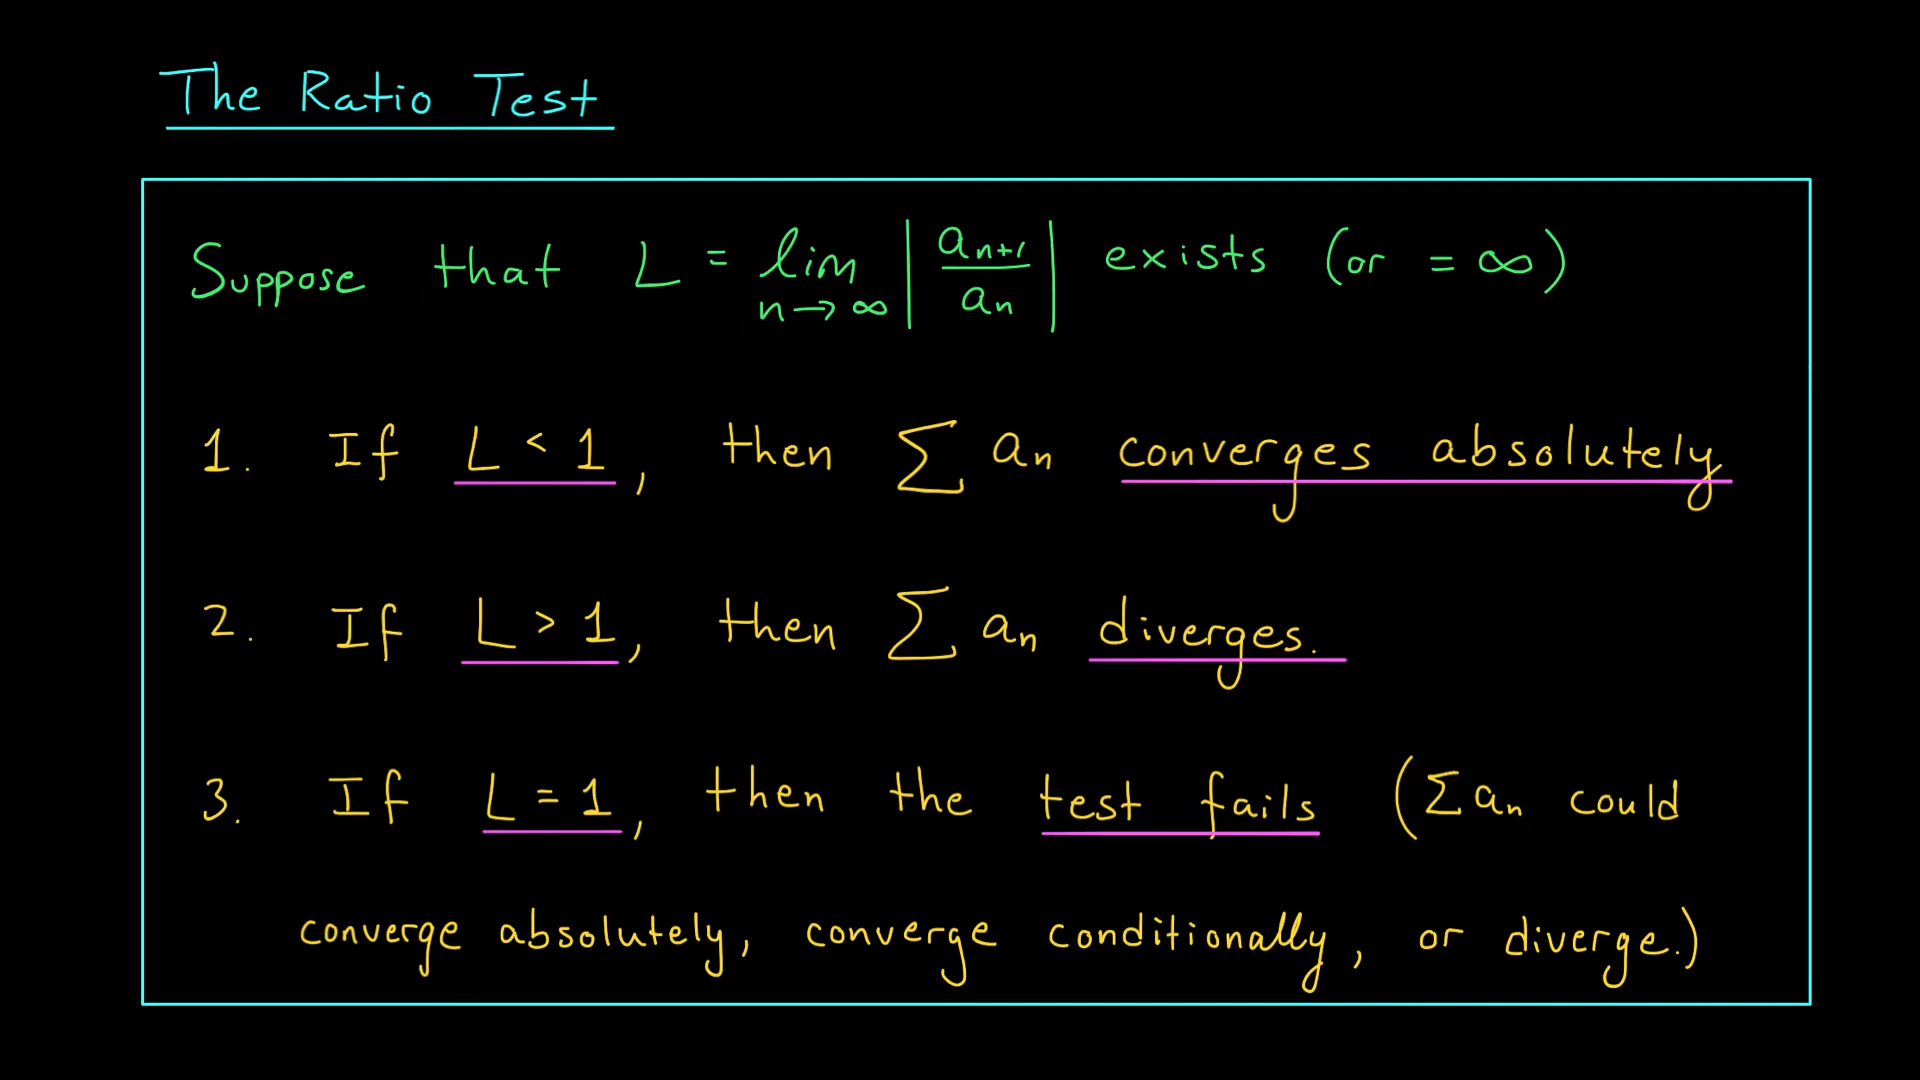 The Ratio Test
Suppose that L = lim n→∞ | aₙ₊₁ / aₙ | exists (or = ∞)
1. If L < 1, then ∑ aₙ converges absolutely
2. If L > 1, then ∑ aₙ diverges.
3. If L = 1, then the test fails (∑ aₙ could
converge absolutely, converge conditionally, or diverge.)